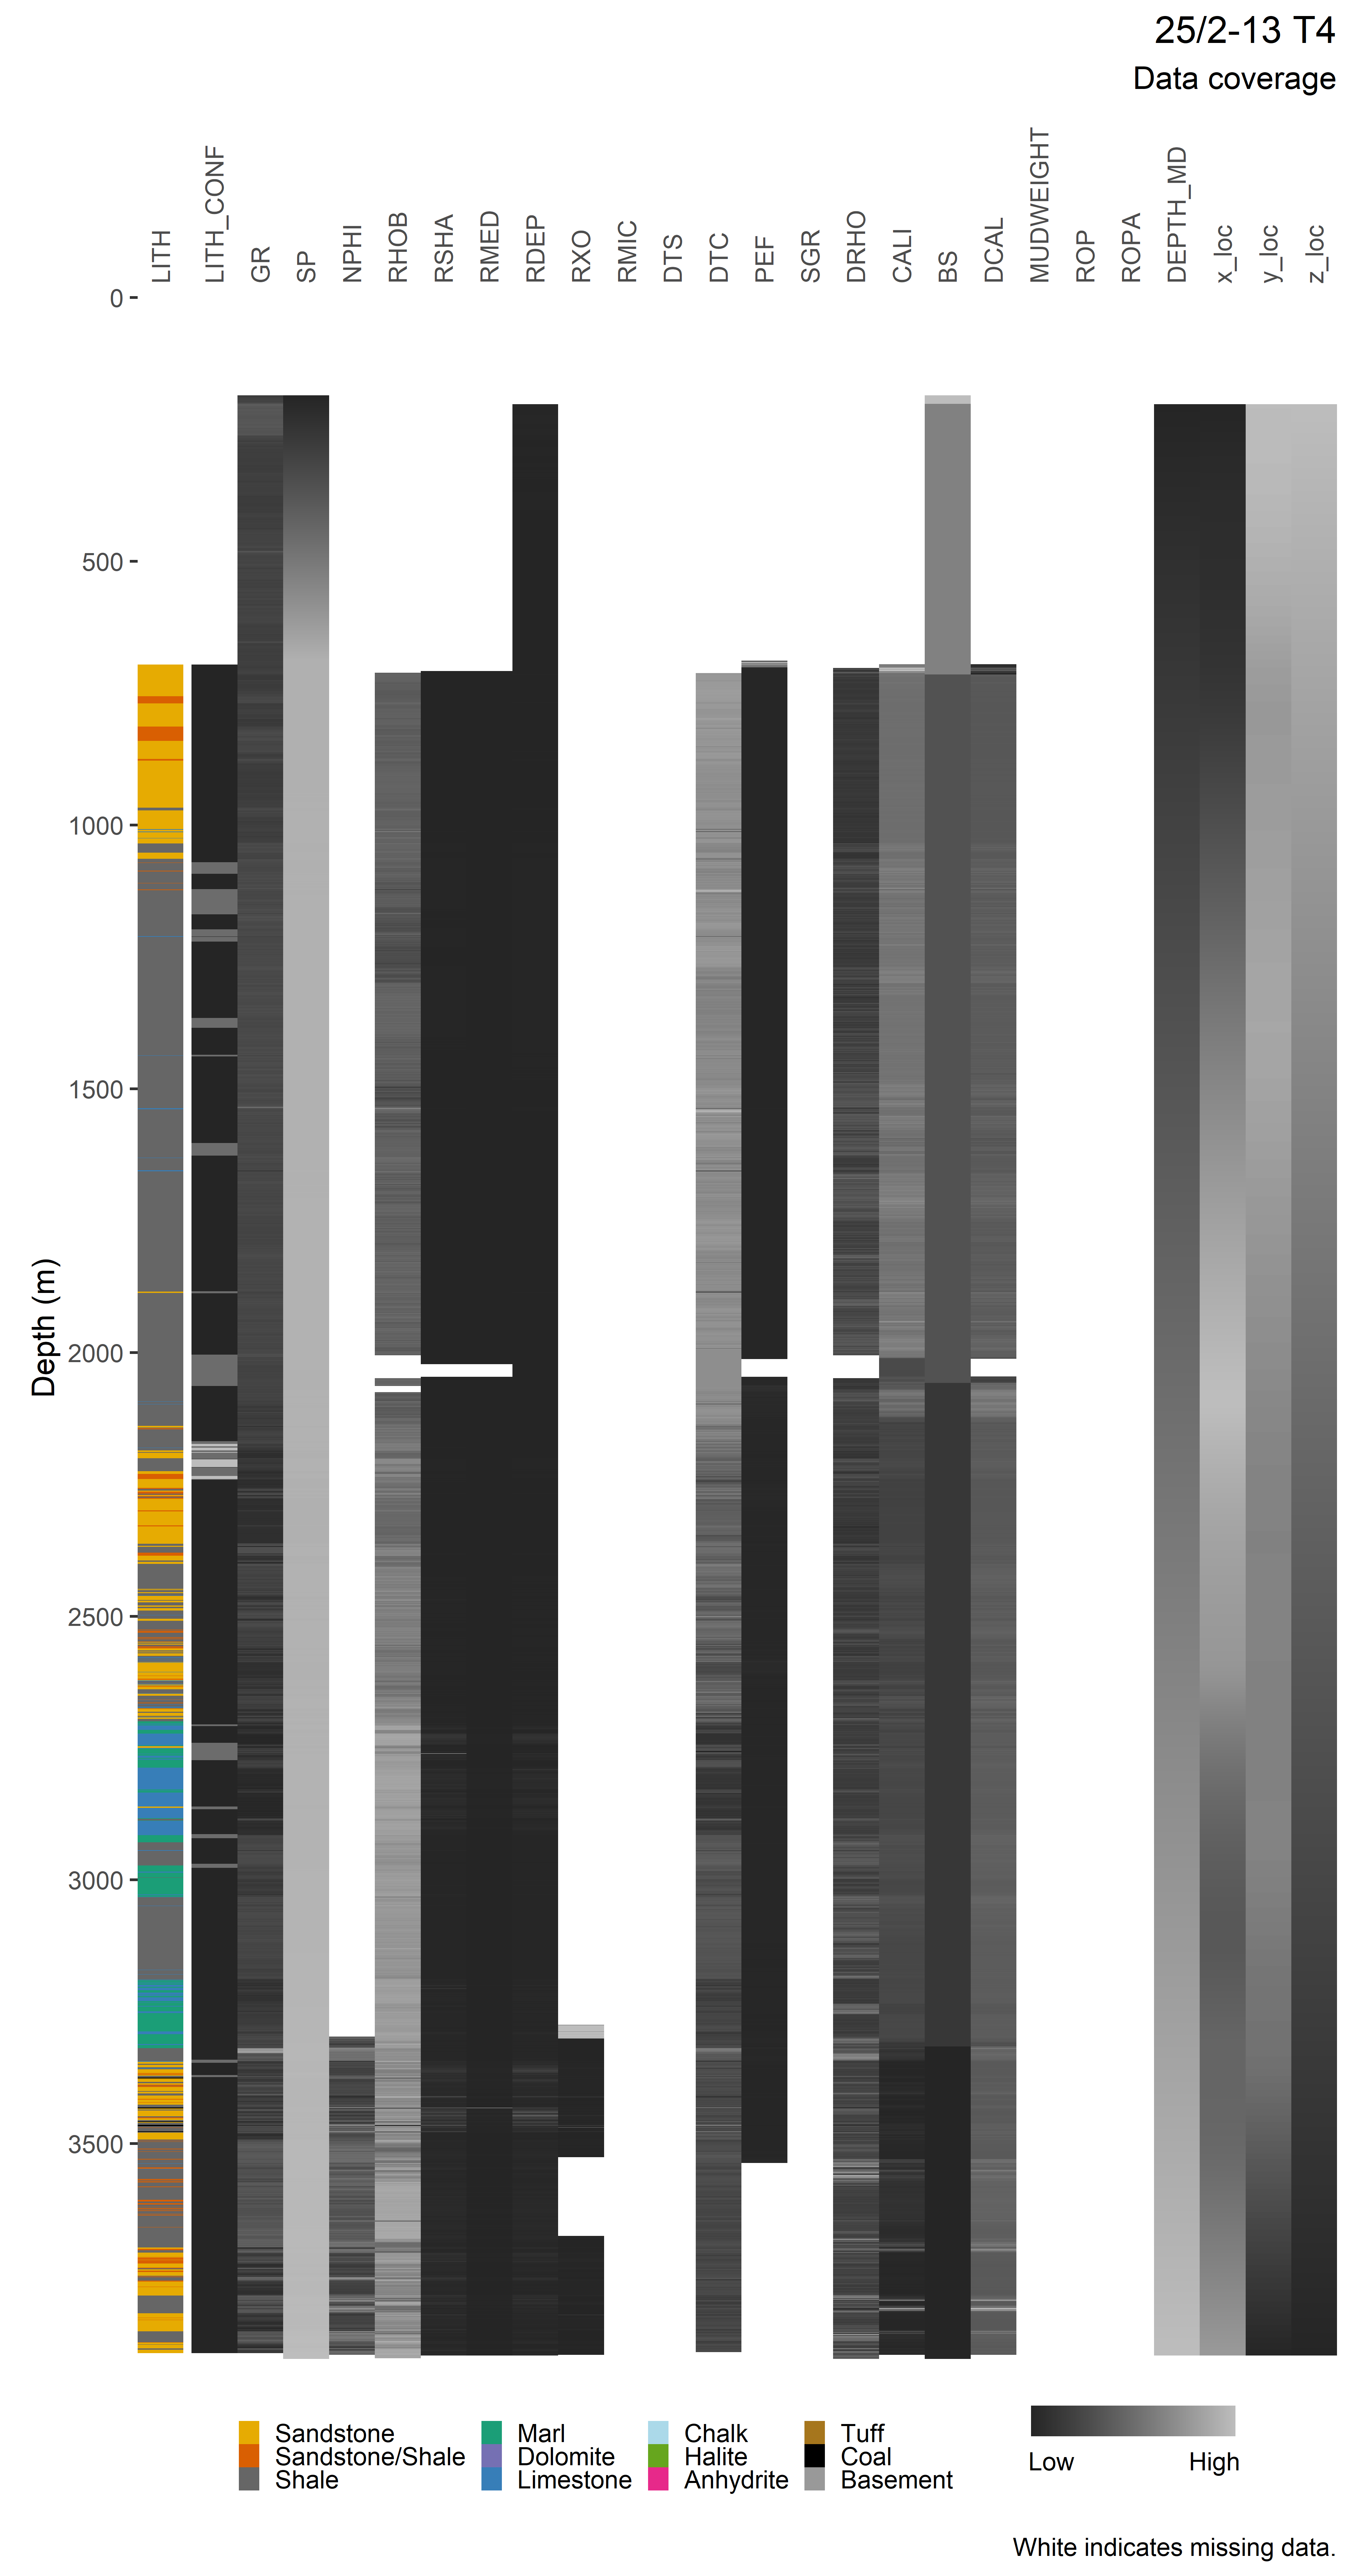 25/2-13 T4
Data coverage
LITH
LITH_CONF
GR
SP
NPHI
RHOB
RSHA
RMED
RDEP
RXO
RMIC
DTS
DTC
PEF
SGR
DRHO
CALI
BS
DCAL
MUDWEIGHT
ROP
ROPA
DEPTH_MD
x_loc
y_loc
z_loc
0
500
1000
1500
2000
2500
3000
3500
Depth (m)
Sandstone
Sandstone/Shale
Shale
Marl
Dolomite
Limestone
Chalk
Halite
Anhydrite
Tuff
Coal
Basement
Low High
White indicates missing data.